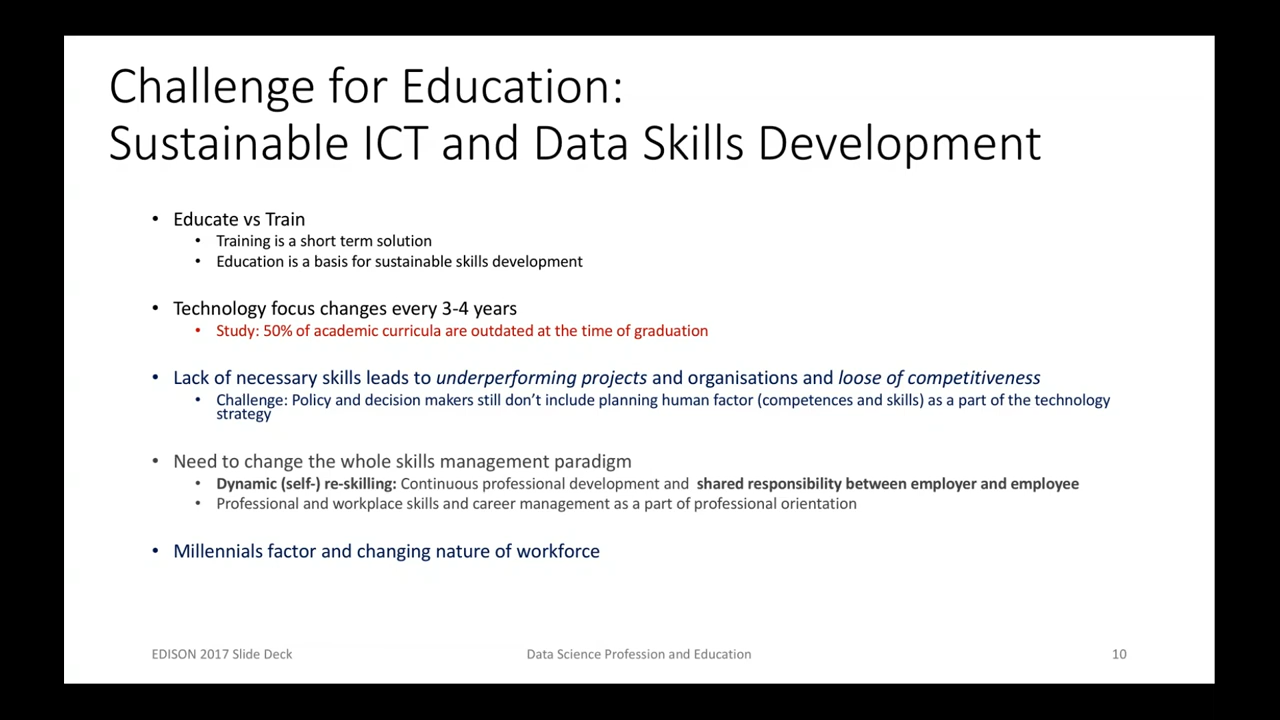 Challenge for Education:
Sustainable ICT and Data Skills Development
• Educate vs Train
• Training is a short term solution
• Education is a basis for sustainable skills development
• Technology focus changes every 3-4 years
• Study: 50% of academic curricula are outdated at the time of graduation
• Lack of necessary skills leads to underperforming projects and organisations and loose of competitiveness
• Challenge: Policy and decision makers still don’t include planning human factor (competences and skills) as a part of the technology
strategy
• Need to change the whole skills management paradigm
• Dynamic (self-) re-skilling: Continuous professional development and shared responsibility between employer and employee
• Professional and workplace skills and career management as a part of professional orientation
• Millennials factor and changing nature of workforce
EDISON 2017 Slide Deck
Data Science Profession and Education
10